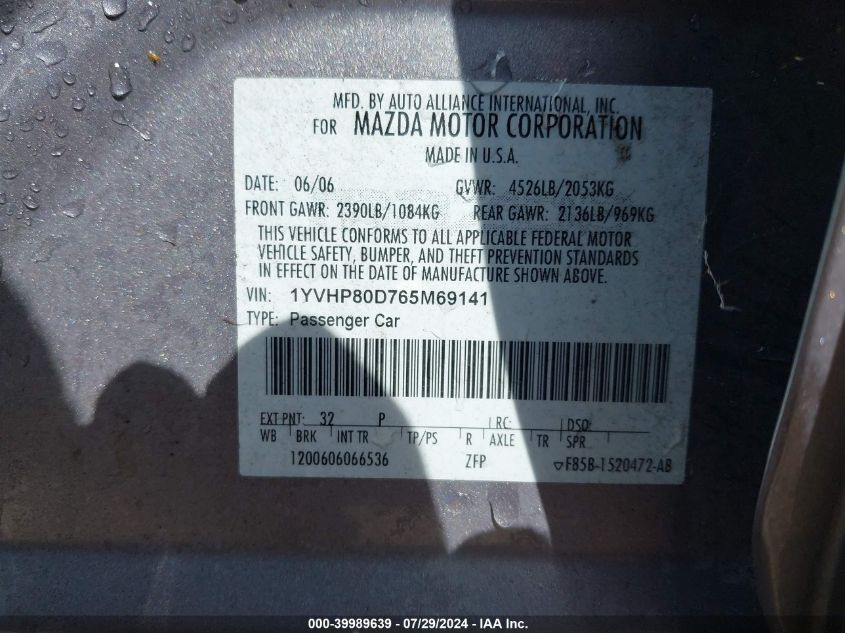 MFD. BY AUTO ALLIANCE INTERNATIONAL, INC.
FOR MAZDA MOTOR CORPORATION
MADE IN U.S.A.
DATE: 06/06 GVWR: 4526LB/2053KG
FRONT GAWR: 2390LB/1084KG REAR GAWR: 2136LB/969KG
THIS VEHICLE CONFORMS TO ALL APPLICABLE FEDERAL MOTOR
VEHICLE SAFETY, BUMPER, AND THEFT PREVENTION STANDARDS
IN EFFECT ON THE DATE OF MANUFACTURE SHOWN ABOVE.
VIN: 1YVHP80D765M69141
TYPE: Passenger Car
EXT PNT: 32 P RC: DSO:
WB BRK INT TR TP/PS R AXLE TR SPR
1200606066536 ZFP F85B-1520472-AB
000-39989639 - 07/29/2024 - IAA Inc.